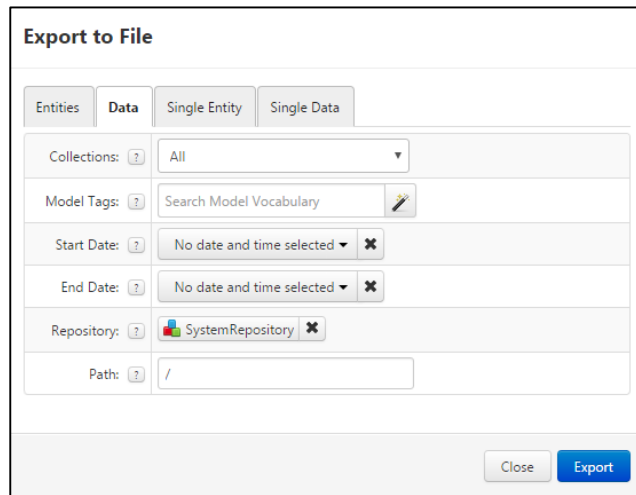 Export to File
Entities Data Single Entity Single Data
Collections: ? All
Model Tags: ? Search Model Vocabulary
Start Date: ? No date and time selected
End Date: ? No date and time selected
Repository: ? SystemRepository
Path: ? /
Close Export